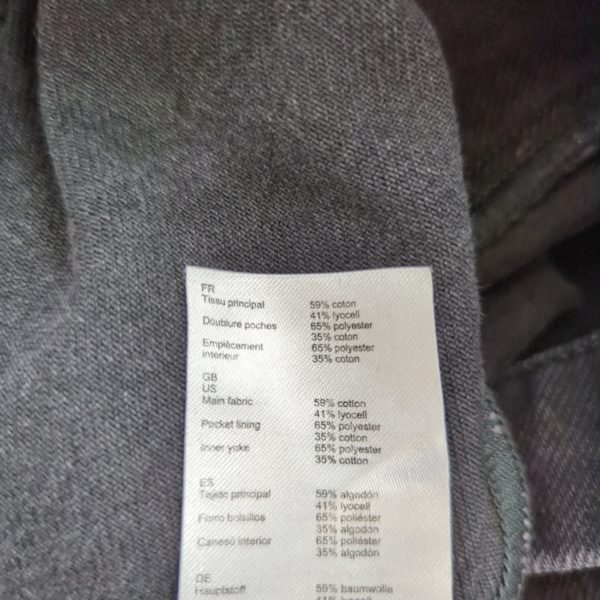 FR
Tissu principal 59% coton
41% lyocell
Doublure poches 65% polyester
35% coton
Empiècement 65% polyester
intérieur 35% coton
GB
US
Main fabric 59% cotton
41% lyocell
Pocket lining 65% polyester
35% cotton
Inner yoke 65% polyester
35% cotton
ES
Tejido principal 59% algodón
41% lyocell
Forro bolsillos 65% poliéster
35% algodón
Canesú interior 65% poliéster
35% algodón
DE
Hauptstoff 59% baumwolle
41% lyocell